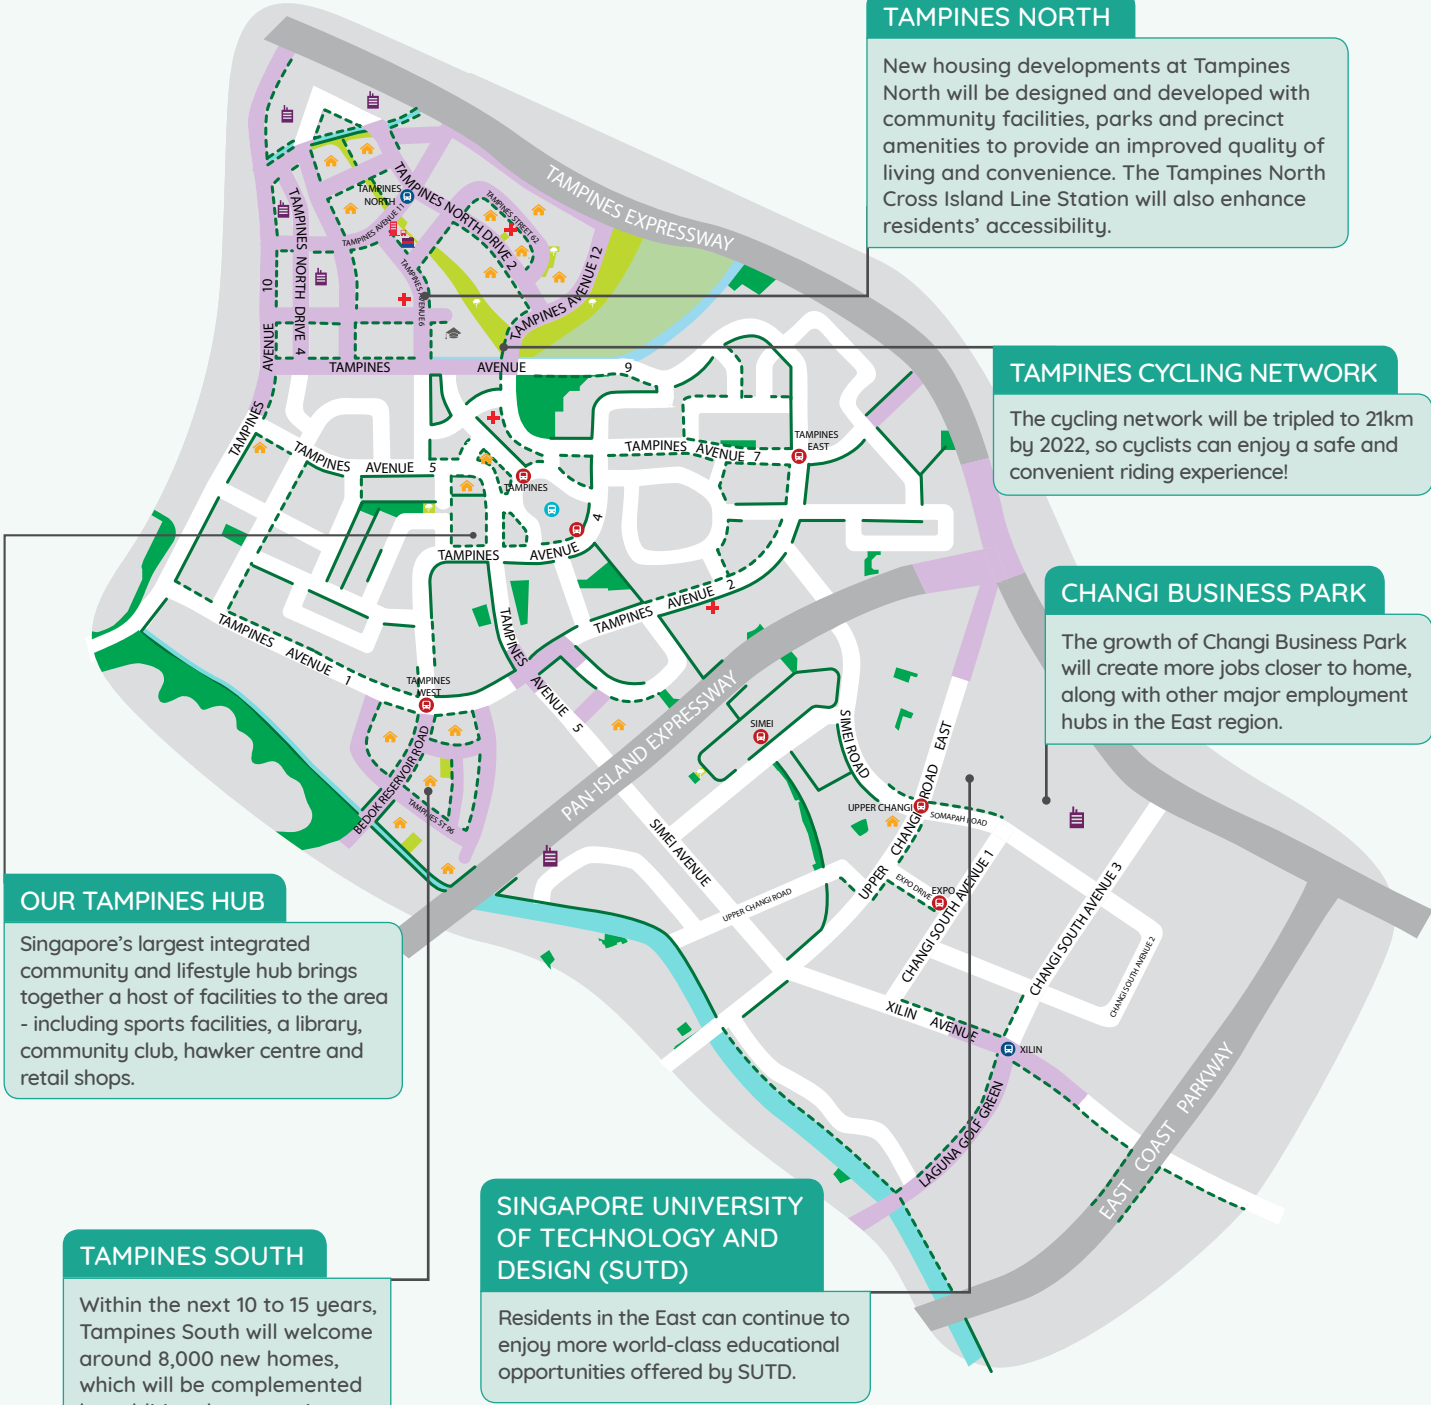 TAMPINES NORTH
New housing developments at Tampines
North will be designed and developed with
community facilities, parks and precinct
amenities to provide an improved quality of
living and convenience. The Tampines North
Cross Island Line Station will also enhance
residents’ accessibility.
TAMPINES EXPRESSWAY
TAMPINES
NORTH
TAMPINES NORTH DRIVE 2
TAMPINES STREET 62
TAMPINES AVENUE 11
TAMPINES NORTH DRIVE 4
TAMPINES AVENUE 6
TAMPINES AVENUE 12
TAMPINES AVENUE 10
TAMPINES AVENUE 9
TAMPINES CYCLING NETWORK
The cycling network will be tripled to 21km
by 2022, so cyclists can enjoy a safe and
convenient riding experience!
TAMPINES AVENUE 5
TAMPINES AVENUE 7
TAMPINES
EAST
TAMPINES
TAMPINES AVENUE 4
TAMPINES AVENUE 2
TAMPINES AVENUE 1
TAMPINES AVENUE 5
TAMPINES
WEST
CHANGI BUSINESS PARK
The growth of Changi Business Park
will create more jobs closer to home,
along with other major employment
hubs in the East region.
PAN-ISLAND EXPRESSWAY
SIMEI
SIMEI ROAD
BEDOK RESERVOIR ROAD
TAMPINES ST 96
SIMEI AVENUE
UPPER CHANGI
UPPER CHANGI ROAD EAST
SOMAPAH ROAD
EXPO DRIVE
EXPO
UPPER CHANGI ROAD
CHANGI SOUTH AVENUE 1
CHANGI SOUTH AVENUE 3
CHANGI SOUTH AVENUE 2
XILIN AVENUE
XILIN
LAGUNA GOLF GREEN
EAST COAST PARKWAY
OUR TAMPINES HUB
Singapore’s largest integrated
community and lifestyle hub brings
together a host of facilities to the area
- including sports facilities, a library,
community club, hawker centre and
retail shops.
TAMPINES SOUTH
Within the next 10 to 15 years,
Tampines South will welcome
around 8,000 new homes,
which will be complemented
SINGAPORE UNIVERSITY
OF TECHNOLOGY AND
DESIGN (SUTD)
Residents in the East can continue to
enjoy more world-class educational
opportunities offered by SUTD.